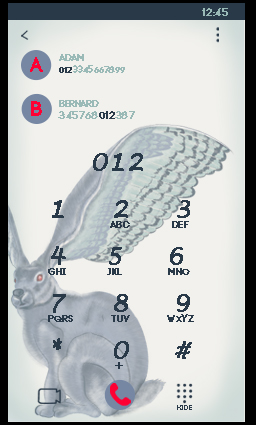 12:45
A ADAM
0123345667899
B BERNARD
345768012387
012
1 2 3
ABC DEF
4 5 6
GHI JKL MNO
7 8 9
PQRS TUV WXYZ
* 0 #
+
HIDE